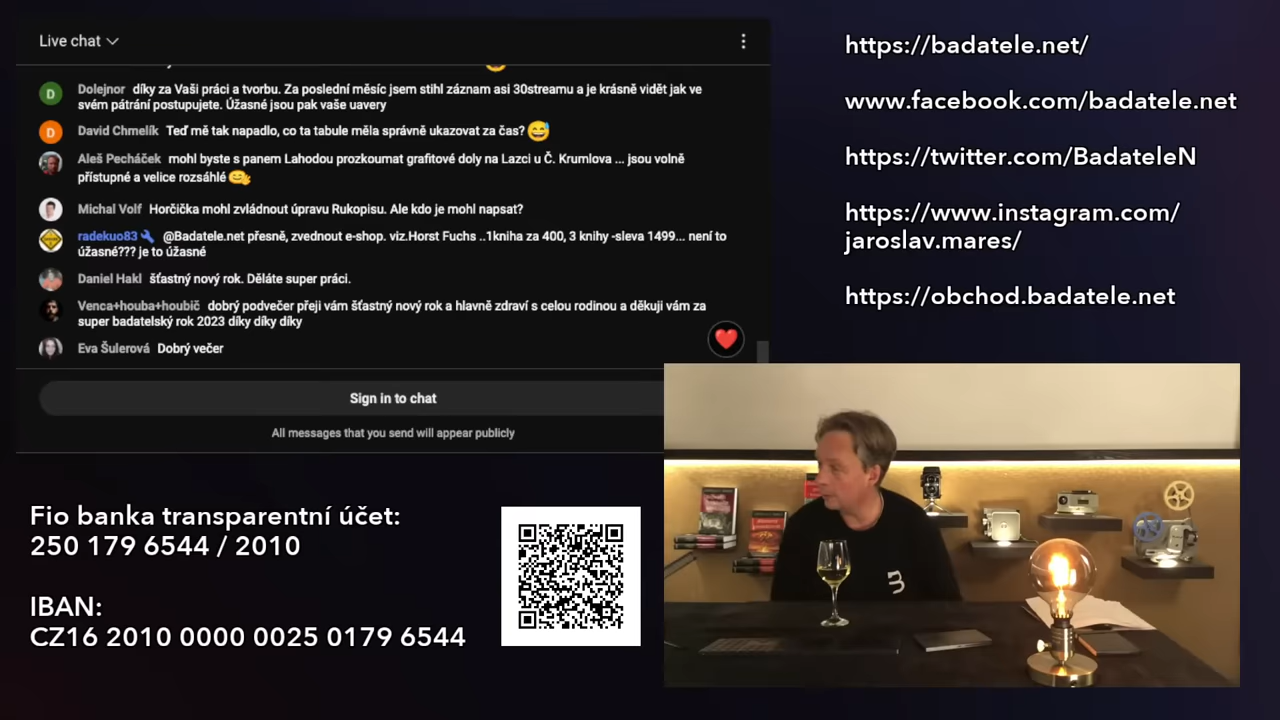 Live chat
D Dolejnor díky za Vaši práci a tvorbu. Za poslední měsíc jsem stihl záznam asi 30streamu a je krásně vidět jak ve
svém pátrání postupujete. Úžasné jsou pak vaše uavery
D David Chmelík Teď mě tak napadlo, co ta tabule měla správně ukazovat za čas?
Aleš Pecháček mohl byste s panem Lahodou prozkoumat grafitové doly na Lazci u Č. Krumlova ... jsou volně
přístupné a velice rozsáhlé
Michal Volf Horčička mohl zvládnout úpravu Rukopisu. Ale kdo je mohl napsat?
radekuo83 @Badatele.net přesně, zvednout e-shop. viz.Horst Fuchs ..1kniha za 400, 3 knihy -sleva 1499... není to
úžasné??? je to úžasné
Daniel Hakl šťastný nový rok. Děláte super práci.
Venca+houba+houbič dobrý podvečer přeji vám šťastný nový rok a hlavně zdraví s celou rodinou a děkuji vám za
super badatelský rok 2023 díky díky díky
Eva Šulerová Dobrý večer
Sign in to chat
All messages that you send will appear publicly
https://badatele.net/
www.facebook.com/badatele.net
https://twitter.com/BadateleN
https://www.instagram.com/
jaroslav.mares/
https://obchod.badatele.net
Fio banka transparentní účet:
250 179 6544 / 2010
IBAN:
CZ16 2010 0000 0025 0179 6544